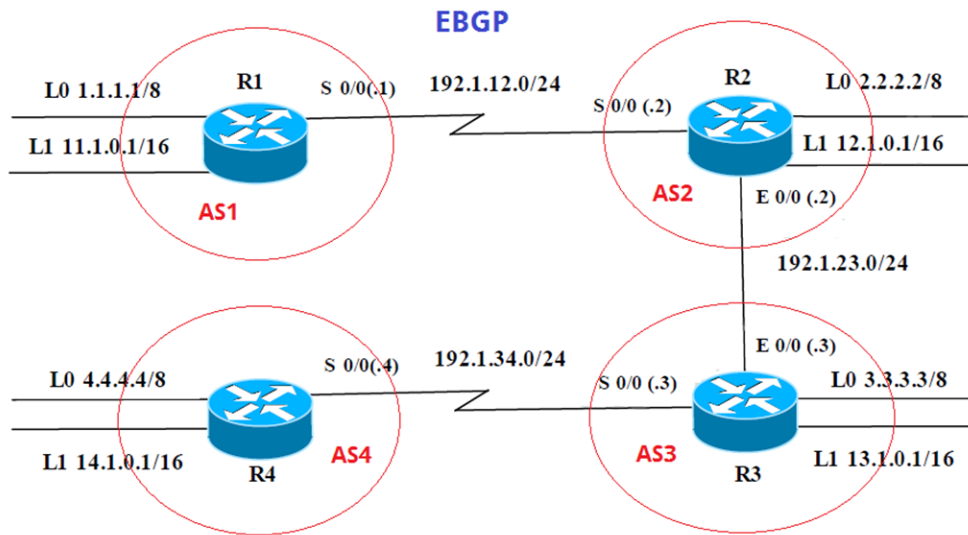 EBGP
L0 1.1.1.1/8
R1
S 0/0(.1)
192.1.12.0/24
S 0/0 (.2)
R2
L0 2.2.2.2/8
L1 11.1.0.1/16
L1 12.1.0.1/16
AS1
AS2
E 0/0 (.2)
192.1.23.0/24
L0 4.4.4.4/8
S 0/0(.4)
192.1.34.0/24
S 0/0 (.3)
E 0/0 (.3)
L0 3.3.3.3/8
L1 14.1.0.1/16
R4
AS4
AS3
R3
L1 13.1.0.1/16